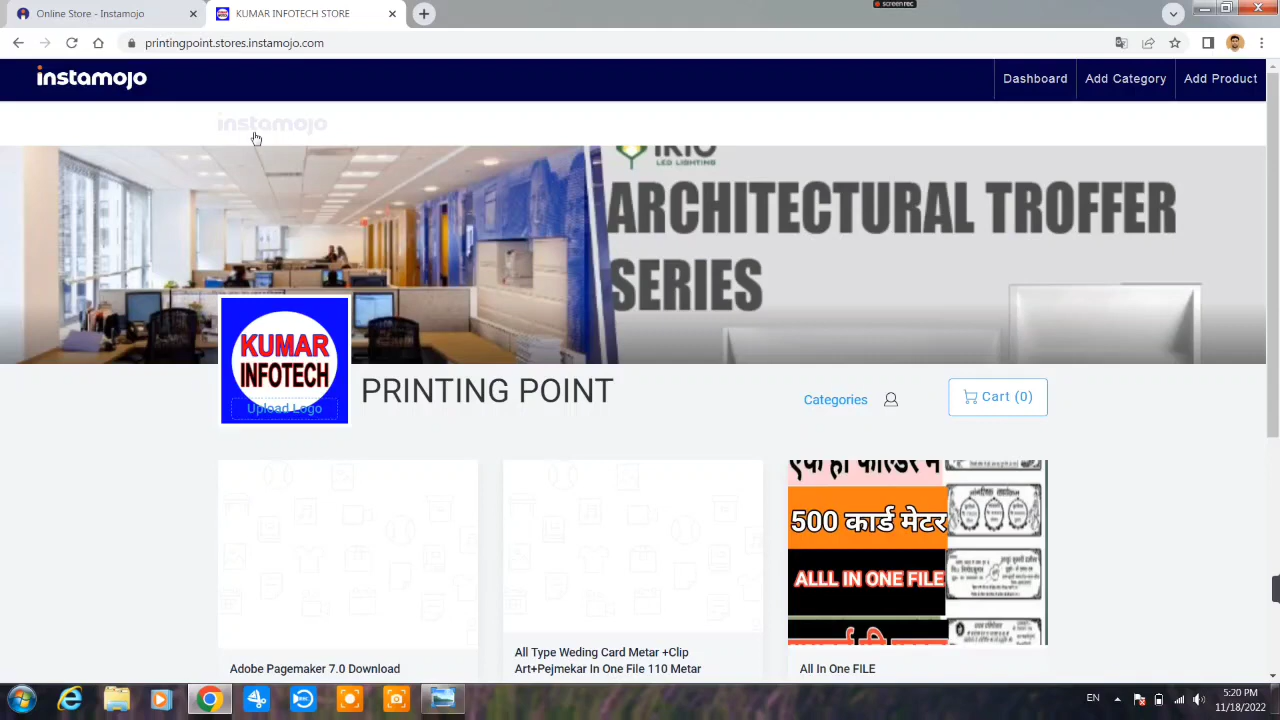 screenrec
Online Store - Instamojo
KUMAR INFOTECH STORE
printingpoint.stores.instamojo.com
instamojo
Dashboard
Add Category
Add Product
instamojo
LED LIGHTING
ARCHITECTURAL TROFFER
SERIES
KUMAR
INFOTECH
Upload Logo
PRINTING POINT
Categories
Cart (0)
500 कार्ड मेटर
ALLL IN ONE FILE
Adobe Pagemaker 7.0 Download
All Type Weding Card Metar +Clip
Art+Pejmekar In One File 110 Metar
All In One FILE
EN
5:20 PM
11/18/2022